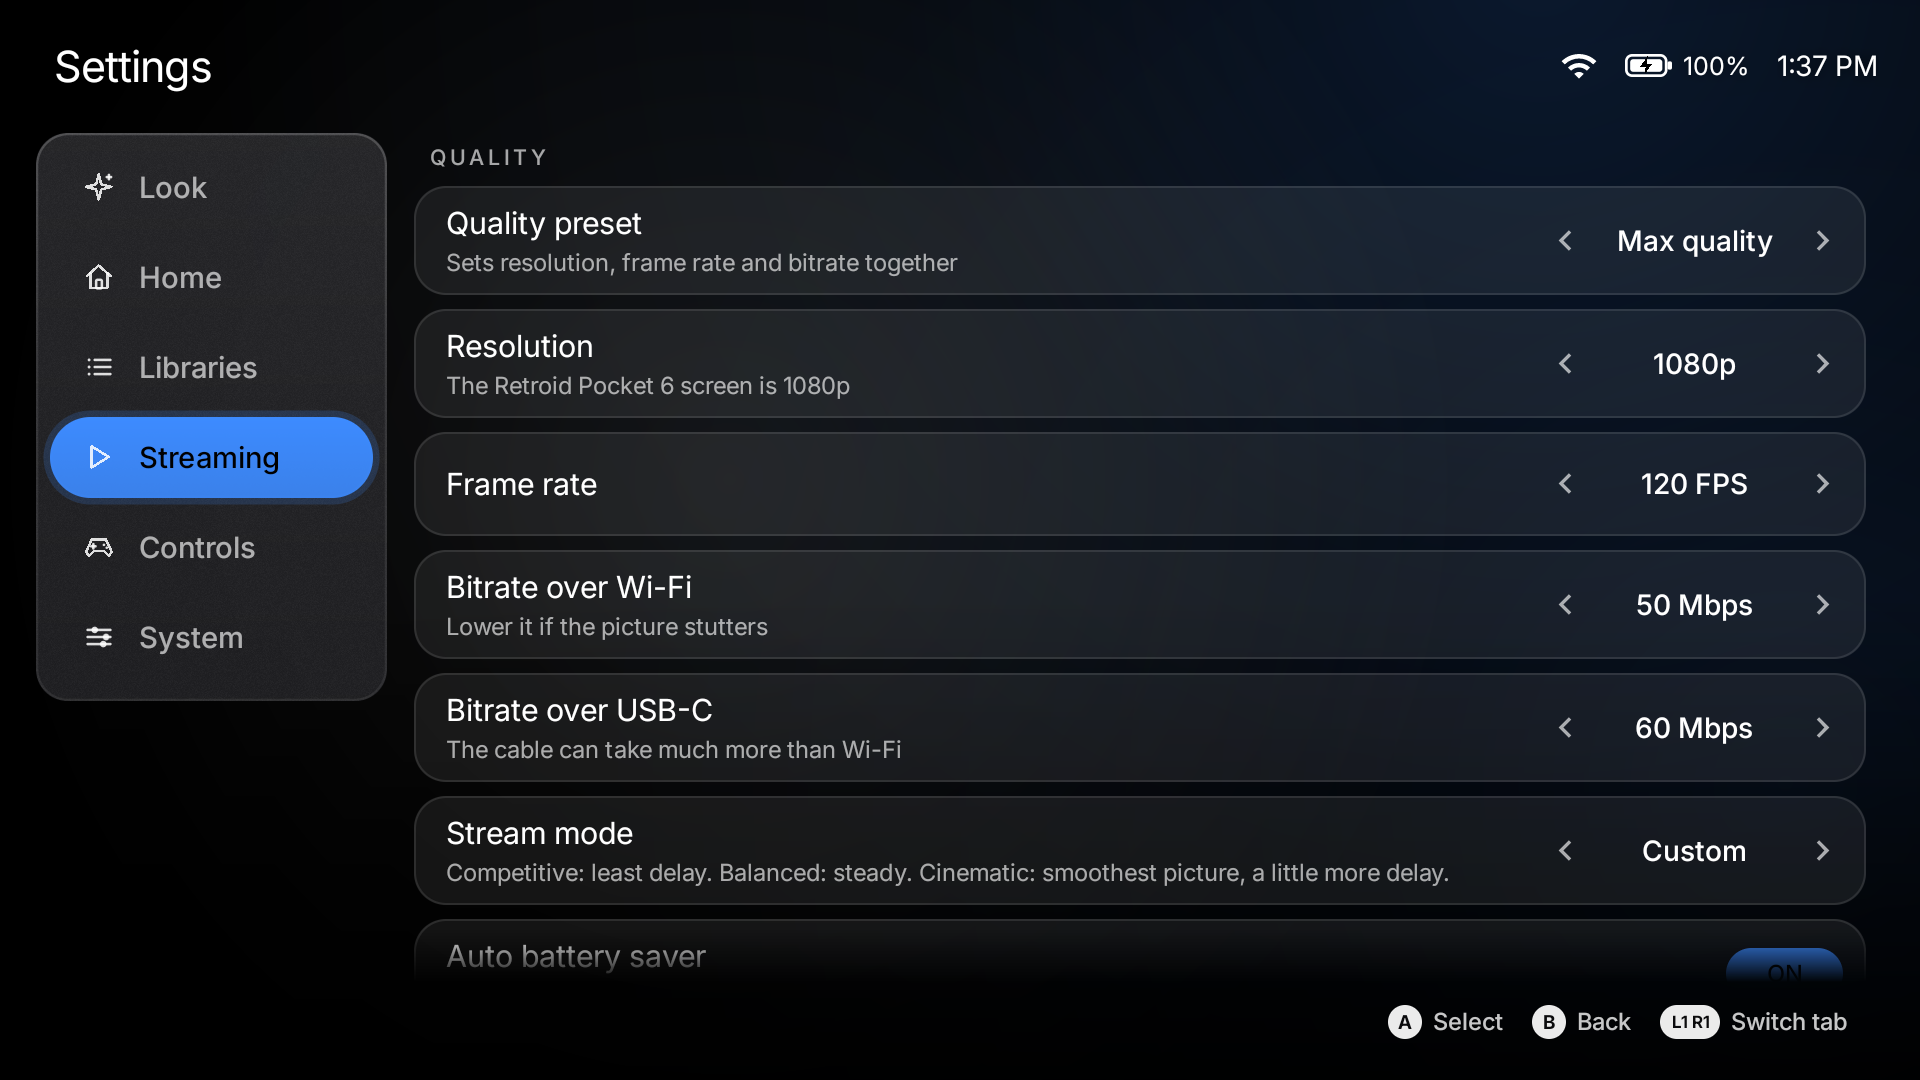 Settings
100%
1:37 PM
Look
Home
Libraries
Streaming
Controls
System
QUALITY
Quality preset
Sets resolution, frame rate and bitrate together
Max quality
Resolution
The Retroid Pocket 6 screen is 1080p
1080p
Frame rate
120 FPS
Bitrate over Wi-Fi
Lower it if the picture stutters
50 Mbps
Bitrate over USB-C
The cable can take much more than Wi-Fi
60 Mbps
Stream mode
Competitive: least delay. Balanced: steady. Cinematic: smoothest picture, a little more delay.
Custom
Auto battery saver
ON
A Select
B Back
L1 R1 Switch tab